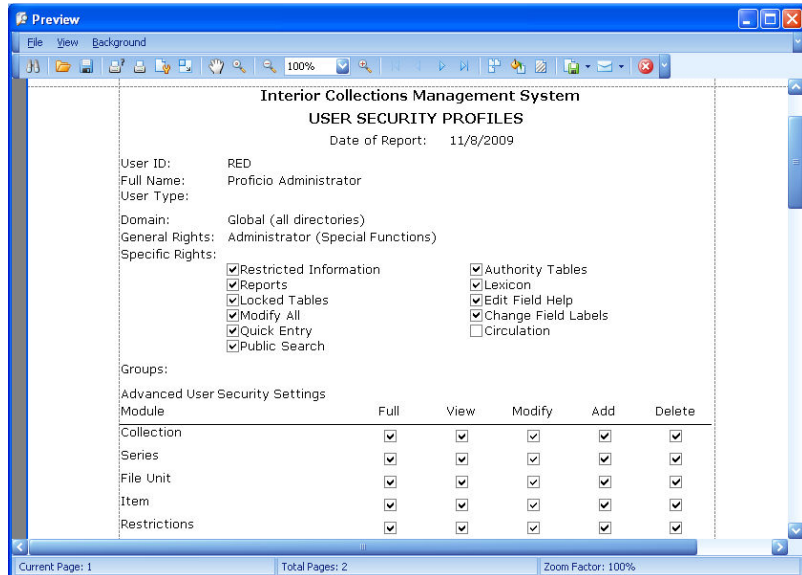 Preview
File View Background
100%
Interior Collections Management System
USER SECURITY PROFILES
Date of Report: 11/8/2009
User ID: RED
Full Name: Proficio Administrator
User Type:
Domain: Global (all directories)
General Rights: Administrator (Special Functions)
Specific Rights:
Restricted Information Authority Tables
Reports Lexicon
Locked Tables Edit Field Help
Modify All Change Field Labels
Quick Entry Circulation
Public Search
Groups:
Advanced User Security Settings
Module Full View Modify Add Delete
Collection
Series
File Unit
Item
Restrictions
Current Page: 1 Total Pages: 2 Zoom Factor: 100%